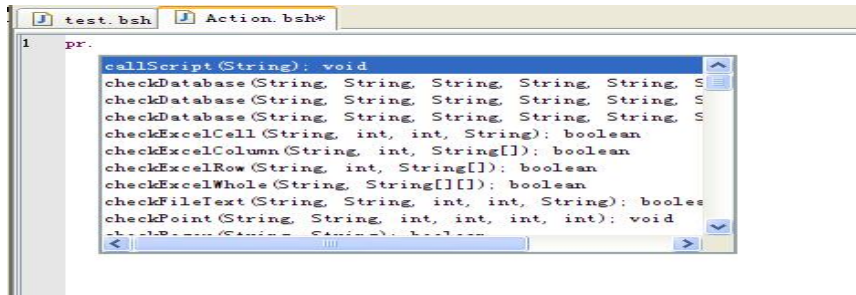 test.bsh Action.bsh*
1 pr.
callScript(String): void
checkDatabase(String, String, String, String, String, S
checkDatabase(String, String, String, String, String, S
checkDatabase(String, String, String, String, String, S
checkExcelCell(String, int, int, String): boolean
checkExcelColumn(String, int, String[]): boolean
checkExcelRow(String, int, String[]): boolean
checkExcelWhole(String, String[][]): boolean
checkFileText(String, String, int, int, String): boolea
checkPoint(String, String, int, int, int, int): void